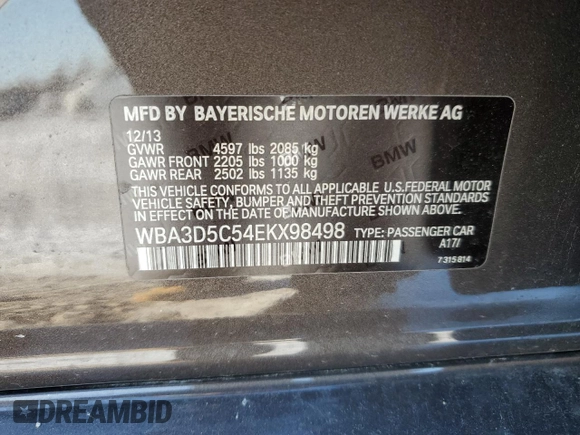 MFD BY BAYERISCHE MOTOREN WERKE AG
12/13
GVWR 4597 lbs 2085 kg
GAWR FRONT 2205 lbs 1000 kg
GAWR REAR 2502 lbs 1135 kg
THIS VEHICLE CONFORMS TO ALL APPLICABLE U.S.FEDERAL MOTOR
VEHICLE SAFETY, BUMPER AND THEFT PREVENTION STANDARDS
IN EFFECT ON THE DATE OF MANUFACTURE SHOWN ABOVE.
WBA3D5C54EKX98498 TYPE: PASSENGER CAR
A17/
7315814
BMW
BMW
DREAMBID